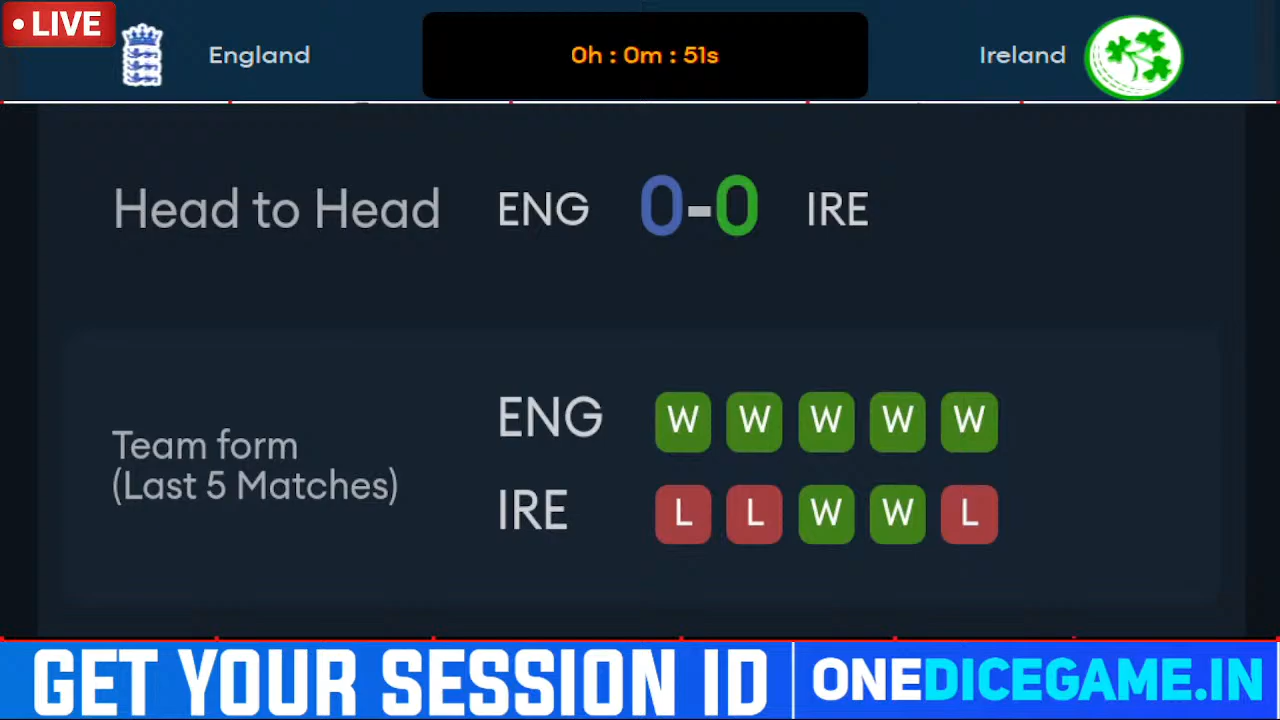 • LIVE
England
0h : 0m : 51s
Ireland
Head to Head ENG 0-0 IRE
ENG W W W W W
Team form
(Last 5 Matches)
IRE L L W W L
GET YOUR SESSION ID
ONEDICEGAME.IN